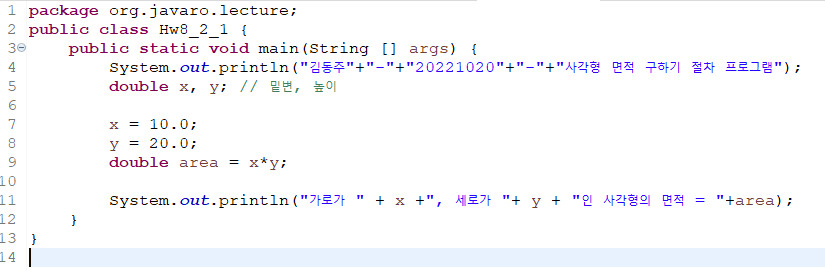 1 package org.javaro.lecture;
2 public class Hw8_2_1 {
3 public static void main(String [] args) {
4 System.out.println("김동주"+"-"+"20221020"+"-"+"사각형 면적 구하기 절차 프로그램");
5 double x, y; // 밑변, 높이
6
7 x = 10.0;
8 y = 20.0;
9 double area = x*y;
10
11 System.out.println("가로가 " + x +", 세로가 "+ y + "인 사각형의 면적 = "+area);
12 }
13 }
14